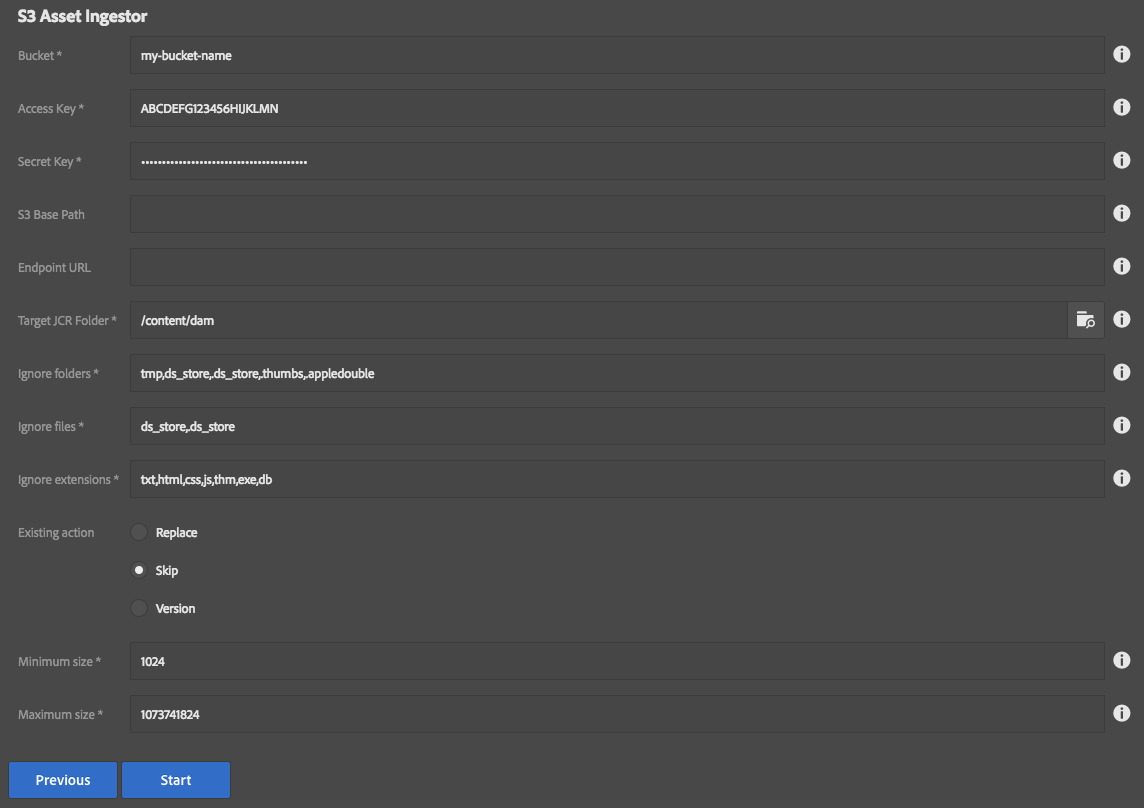 S3 Asset Ingestor
Bucket * my-bucket-name
Access Key * ABCDEFG123456HIJKLMN
Secret Key * ••••••••••••••••••••••••••••••••••••••••
S3 Base Path
Endpoint URL
Target JCR Folder * /content/dam
Ignore folders * tmp,ds_store,.ds_store,.thumbs,.appledouble
Ignore files * ds_store,.ds_store
Ignore extensions * txt,html,css,js,thm,exe,db
Existing action Replace
Skip
Version
Minimum size * 1024
Maximum size * 1073741824
Previous Start